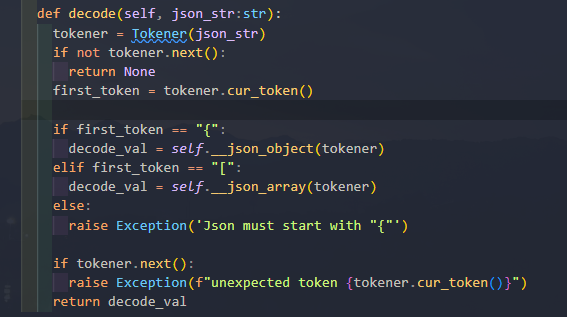 def decode(self, json_str:str):
  tokener = Tokener(json_str)
  if not tokener.next():
    return None
  first_token = tokener.cur_token()

  if first_token == "{":
    decode_val = self.__json_object(tokener)
  elif first_token == "[":
    decode_val = self.__json_array(tokener)
  else:
    raise Exception('Json must start with "{"')

  if tokener.next():
    raise Exception(f"unexpected token {tokener.cur_token()}")
  return decode_val